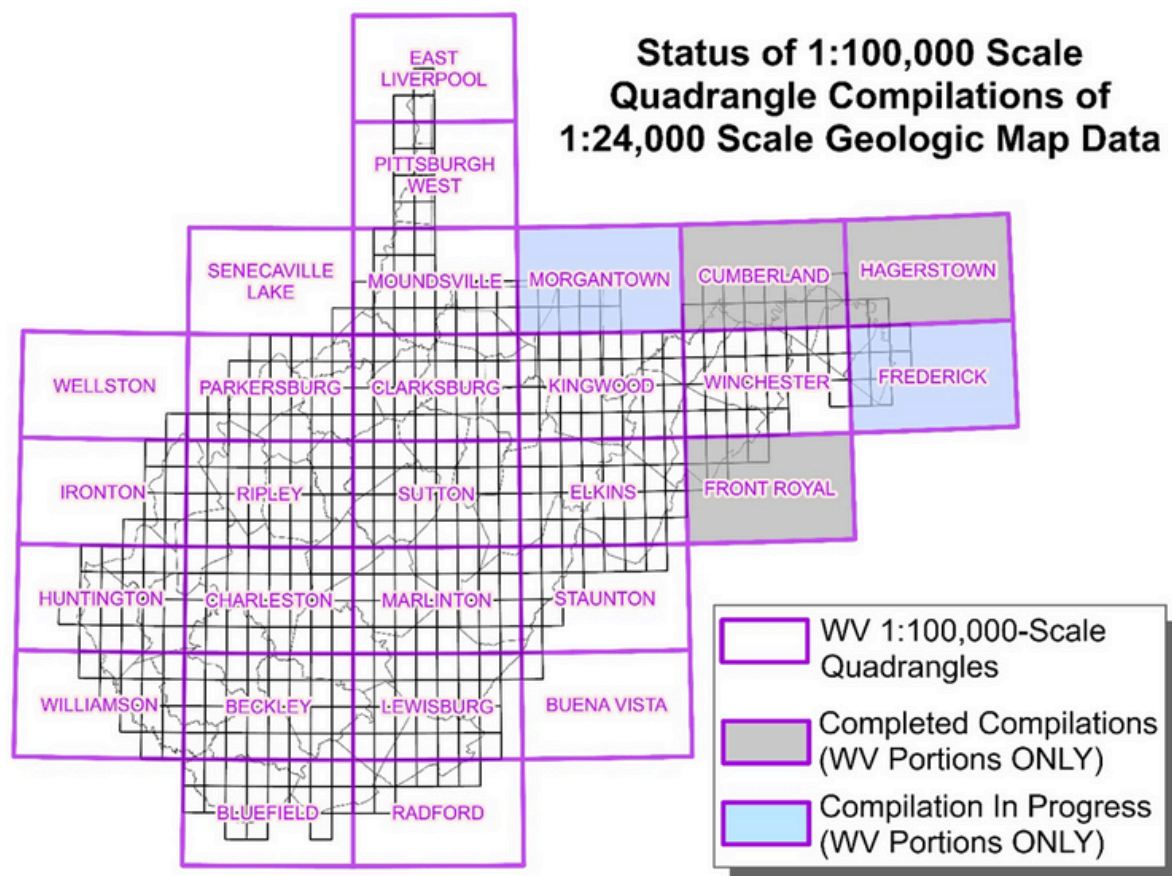 Status of 1:100,000 Scale
Quadrangle Compilations of
1:24,000 Scale Geologic Map Data
EAST
LIVERPOOL
PITTSBURGH
WEST
SENECAVILLE
LAKE
MOUNDSVILLE
MORGANTOWN
CUMBERLAND
HAGERSTOWN
WELLSTON
PARKERSBURG
CLARKSBURG
KINGWOOD
WINCHESTER
FREDERICK
IRONTON
RIPLEY
SUTTON
ELKINS
FRONT ROYAL
HUNTINGTON
CHARLESTON
MARLINTON
STAUNTON
WILLIAMSON
BECKLEY
LEWISBURG
BUENA VISTA
BLUEFIELD
RADFORD
WV 1:100,000-Scale
Quadrangles
Completed Compilations
(WV Portions ONLY)
Compilation In Progress
(WV Portions ONLY)